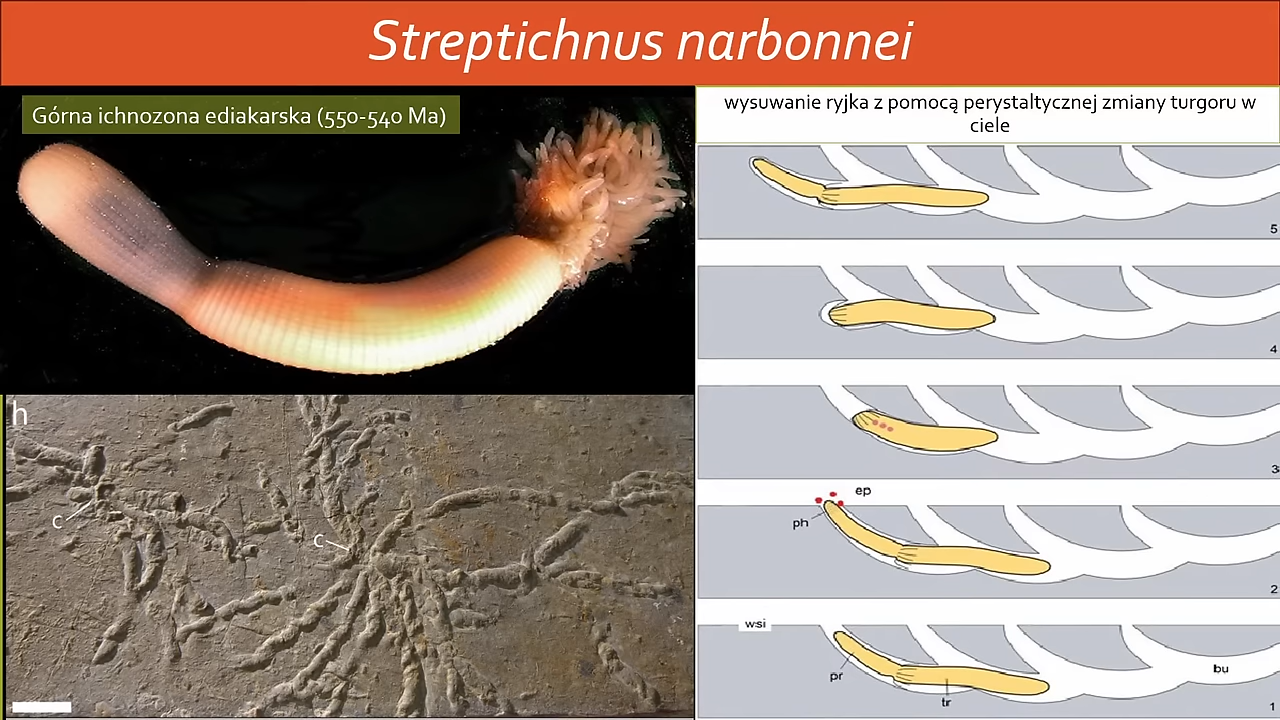 Streptichnus narbonnei
Górna ichnozona ediakarska (550-540 Ma)
wysuwanie ryjka z pomocą perystaltycznej zmiany turgoru w
ciele
5
4
3
ep
ph
2
wsi
pr
tr
bu
1
h
c
c